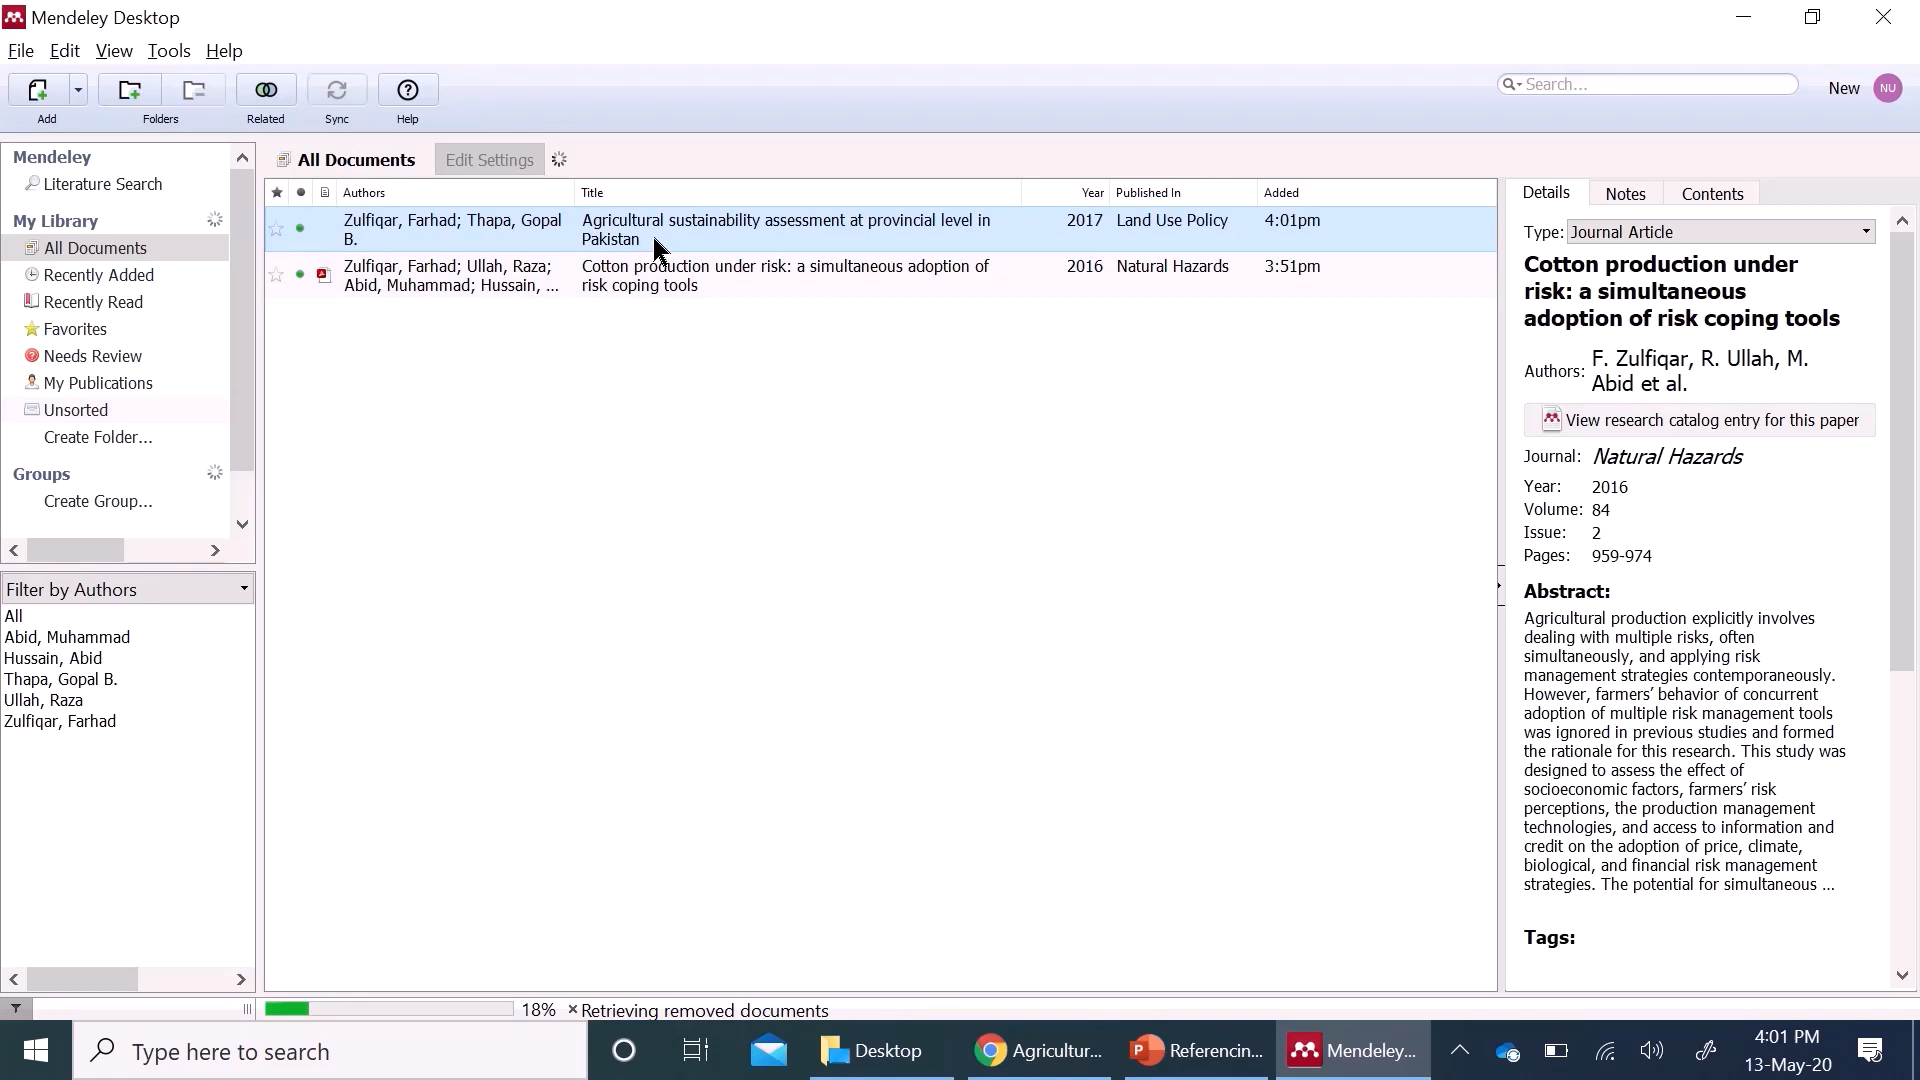 Mendeley Desktop
File Edit View Tools Help
Search...
New NU
Add Folders Related Sync Help
Mendeley
Literature Search
My Library
All Documents
Recently Added
Recently Read
Favorites
Needs Review
My Publications
Unsorted
Create Folder...
Groups
Create Group...
Filter by Authors
All
Abid, Muhammad
Hussain, Abid
Thapa, Gopal B.
Ullah, Raza
Zulfiqar, Farhad
All Documents Edit Settings
Authors Title Year Published In Added
Zulfiqar, Farhad; Thapa, Gopal Agricultural sustainability assessment at provincial level in 2017 Land Use Policy 4:01pm
B. Pakistan
Zulfiqar, Farhad; Ullah, Raza; Cotton production under risk: a simultaneous adoption of 2016 Natural Hazards 3:51pm
Abid, Muhammad; Hussain, ... risk coping tools
Details Notes Contents
Type: Journal Article
Cotton production under
risk: a simultaneous
adoption of risk coping tools
Authors: F. Zulfiqar, R. Ullah, M.
Abid et al.
View research catalog entry for this paper
Journal: Natural Hazards
Year: 2016
Volume: 84
Issue: 2
Pages: 959-974
Abstract:
Agricultural production explicitly involves
dealing with multiple risks, often
simultaneously, and applying risk
management strategies contemporaneously.
However, farmers’ behavior of concurrent
adoption of multiple risk management tools
was ignored in previous studies and formed
the rationale for this research. This study was
designed to assess the effect of
socioeconomic factors, farmers’ risk
perceptions, the production management
technologies, and access to information and
credit on the adoption of price, climate,
biological, and financial risk management
strategies. The potential for simultaneous ...
Tags:
18% × Retrieving removed documents
Type here to search
Desktop
Agricultur...
Referencin...
Mendeley...
4:01 PM
13-May-20